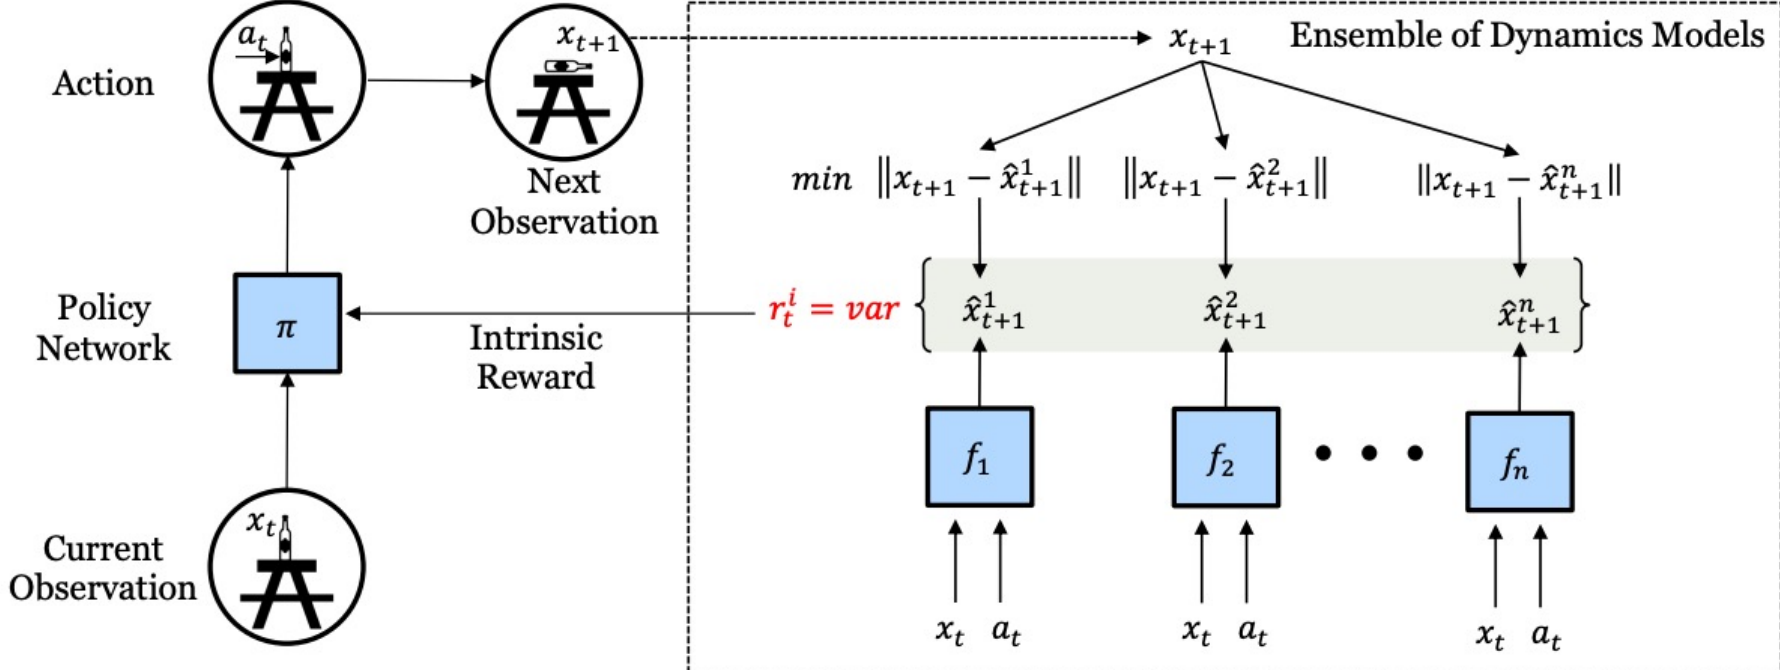 a_t
Action
x_{t+1}
Next
Observation
Policy
Network
π
Intrinsic
Reward
Current
Observation
x_t
Ensemble of Dynamics Models
x_{t+1}
min ‖x_{t+1} − x̂^1_{t+1}‖ ‖x_{t+1} − x̂^2_{t+1}‖ ‖x_{t+1} − x̂^n_{t+1}‖
r^i_t = var { x̂^1_{t+1} x̂^2_{t+1} x̂^n_{t+1} }
f_1 f_2 • • • f_n
x_t a_t x_t a_t x_t a_t